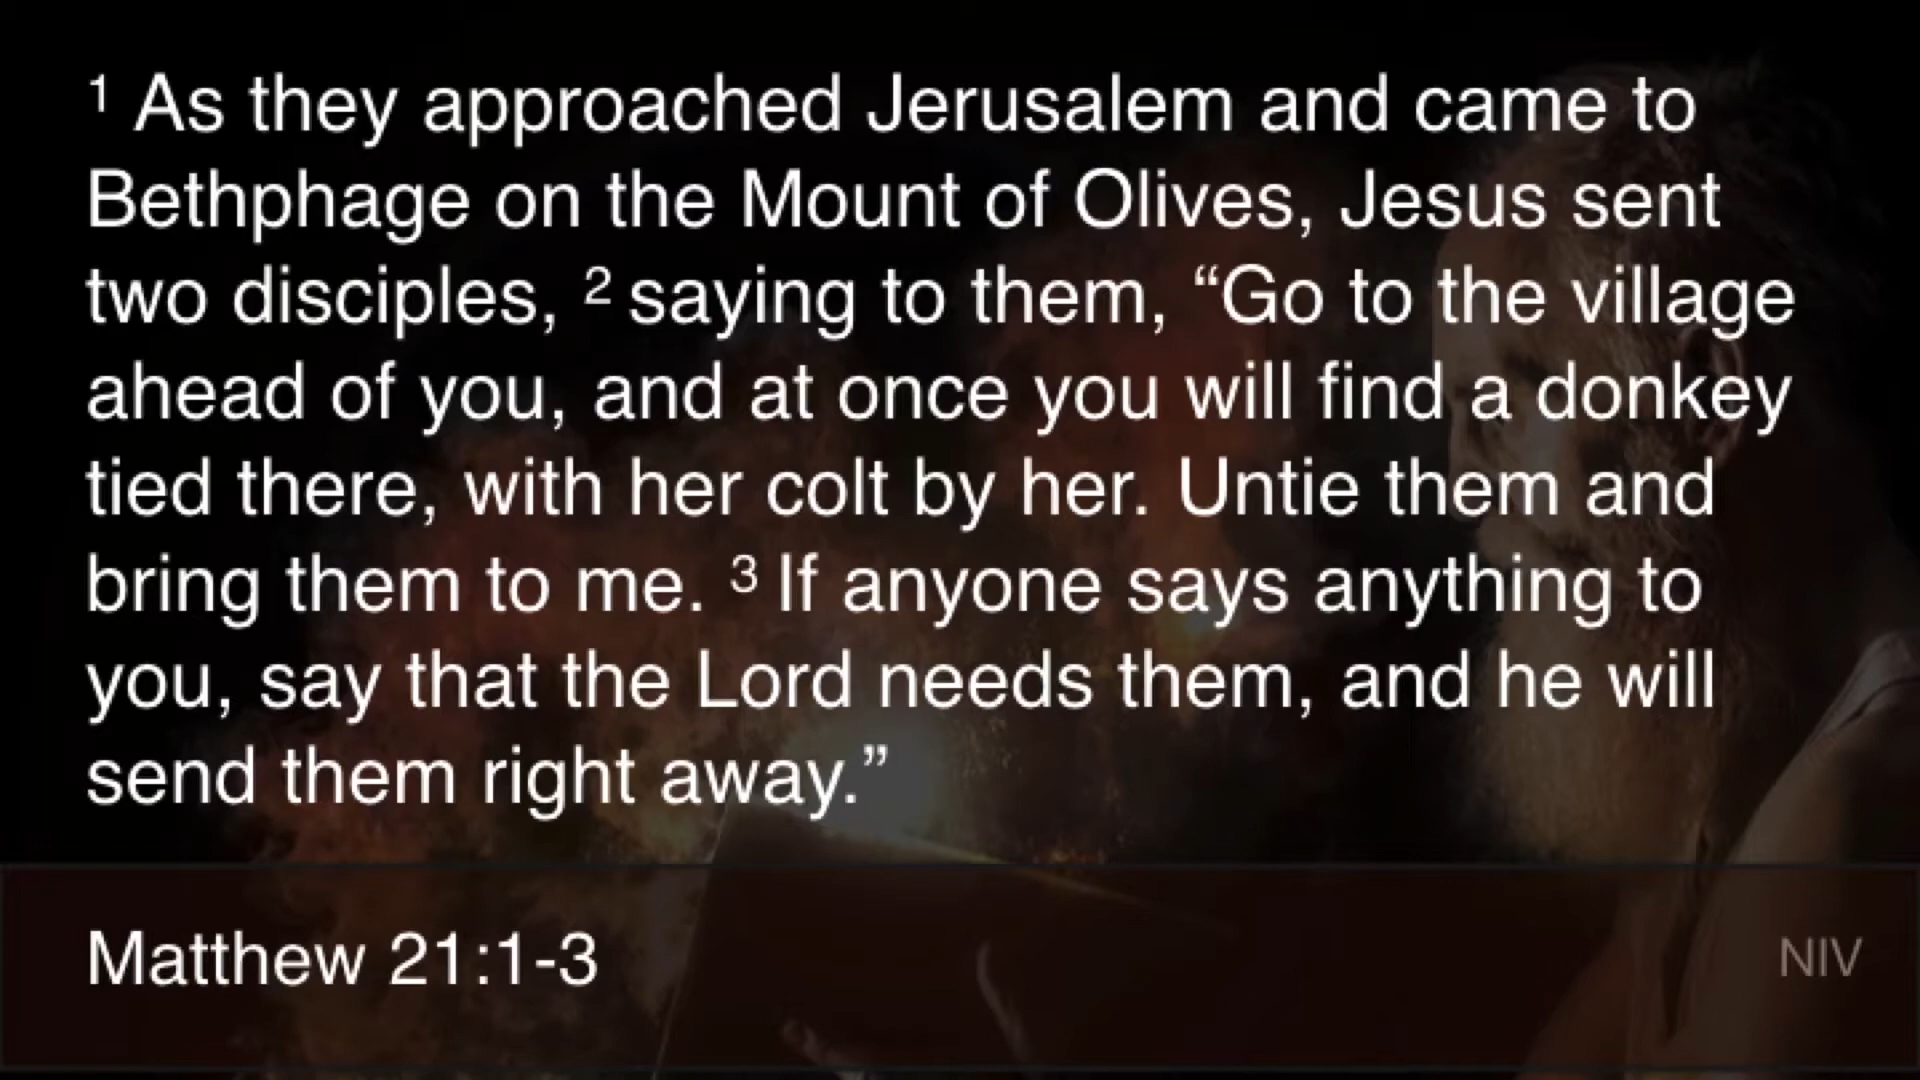 1 As they approached Jerusalem and came to
Bethphage on the Mount of Olives, Jesus sent
two disciples, 2 saying to them, “Go to the village
ahead of you, and at once you will find a donkey
tied there, with her colt by her. Untie them and
bring them to me. 3 If anyone says anything to
you, say that the Lord needs them, and he will
send them right away.”
Matthew 21:1-3
NIV